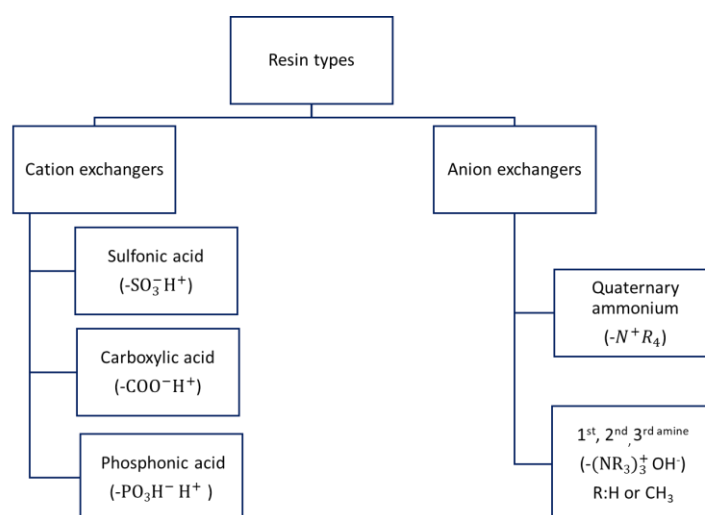 Resin types
Cation exchangers
Anion exchangers
Sulfonic acid
(-SO₃⁻H⁺)
Carboxylic acid
(-COO⁻H⁺)
Phosphonic acid
(-PO₃H⁻ H⁺ )
Quaternary
ammonium
(-N⁺R₄)
1ˢᵗ, 2ⁿᵈ,3ʳᵈ ᵃᵐⁱⁿᵉ
(-(NR₃)₃⁺ OH⁻)
R:H or CH₃